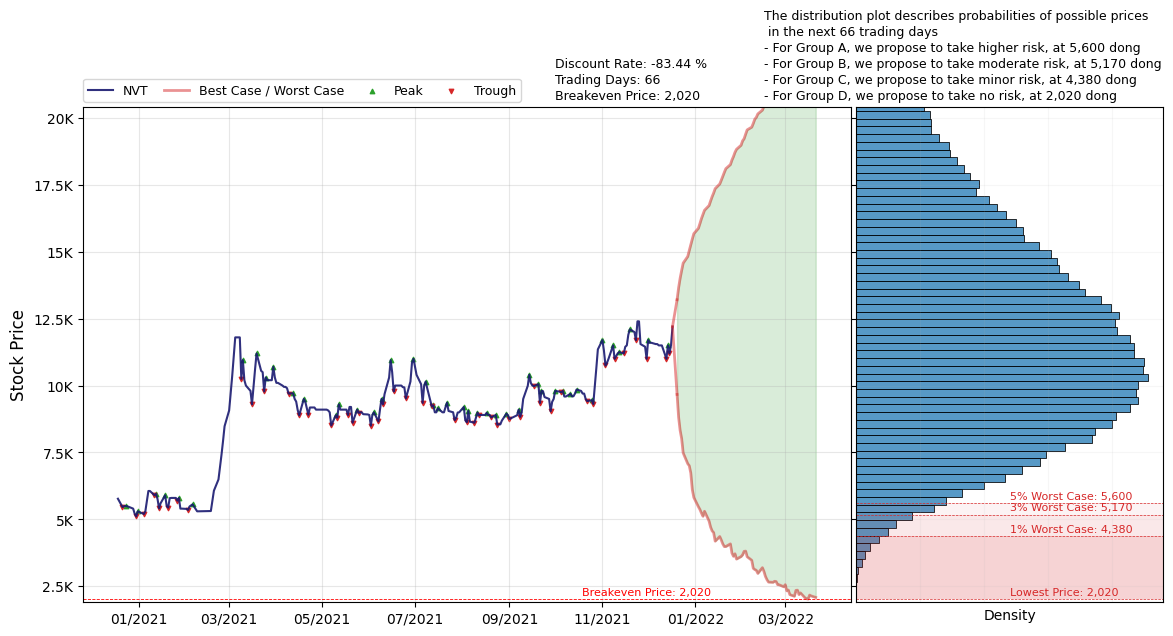 The distribution plot describes probabilities of possible prices
in the next 66 trading days
- For Group A, we propose to take higher risk, at 5,600 dong
- For Group B, we propose to take moderate risk, at 5,170 dong
- For Group C, we propose to take minor risk, at 4,380 dong
- For Group D, we propose to take no risk, at 2,020 dong
Discount Rate: -83.44 %
Trading Days: 66
Breakeven Price: 2,020
NVT
Best Case / Worst Case
Peak
Trough
Stock Price
20K
17.5K
15K
12.5K
10K
7.5K
5K
2.5K
Breakeven Price: 2,020
01/2021
03/2021
05/2021
07/2021
09/2021
11/2021
01/2022
03/2022
5% Worst Case: 5,600
3% Worst Case: 5,170
1% Worst Case: 4,380
Lowest Price: 2,020
Density